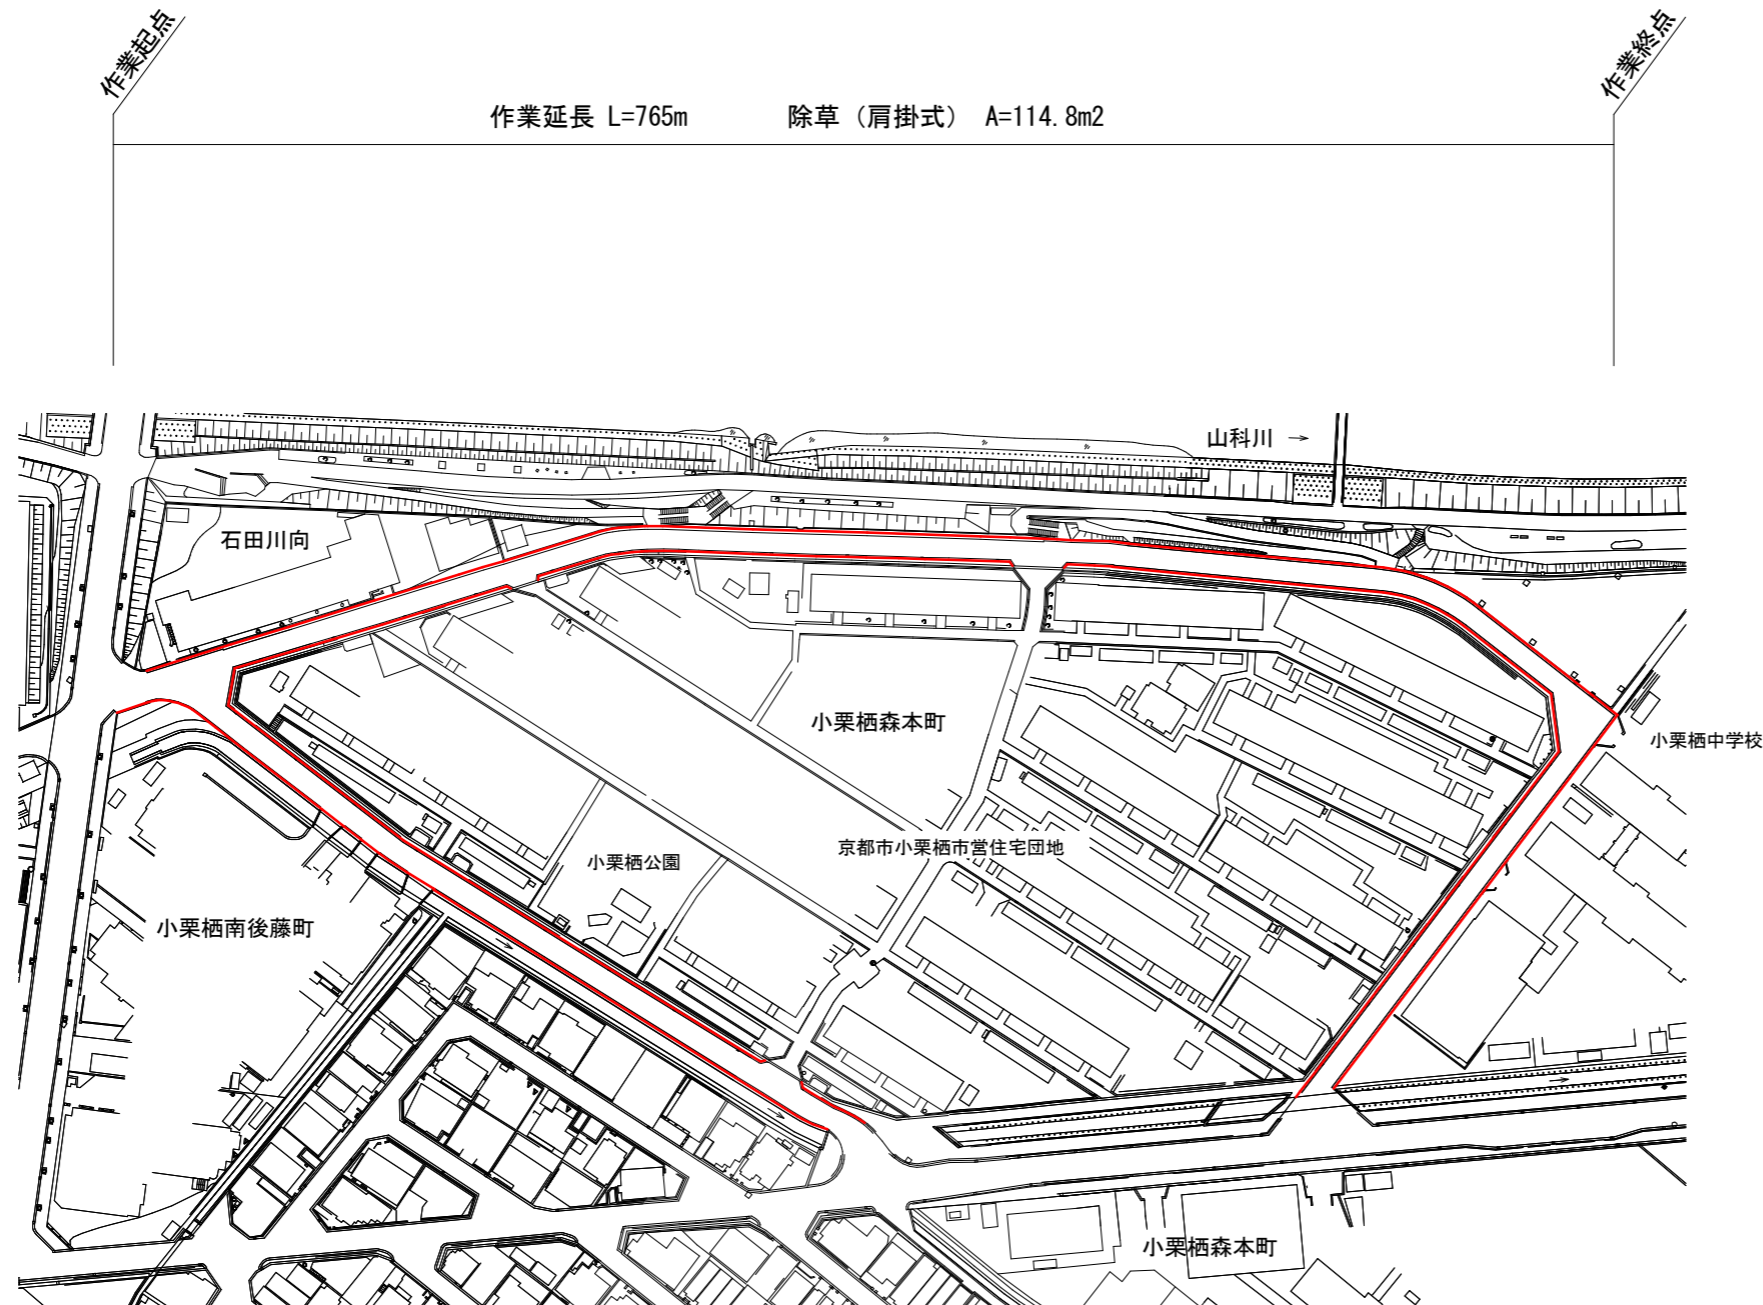 作業起点
作業終点
作業延長 L=765m 除草（肩掛式） A=114.8m2
山科川 →
石田川向
小栗栖森本町
小栗栖中学校
京都市小栗栖市営住宅団地
小栗栖公園
小栗栖南後藤町
小栗栖森本町